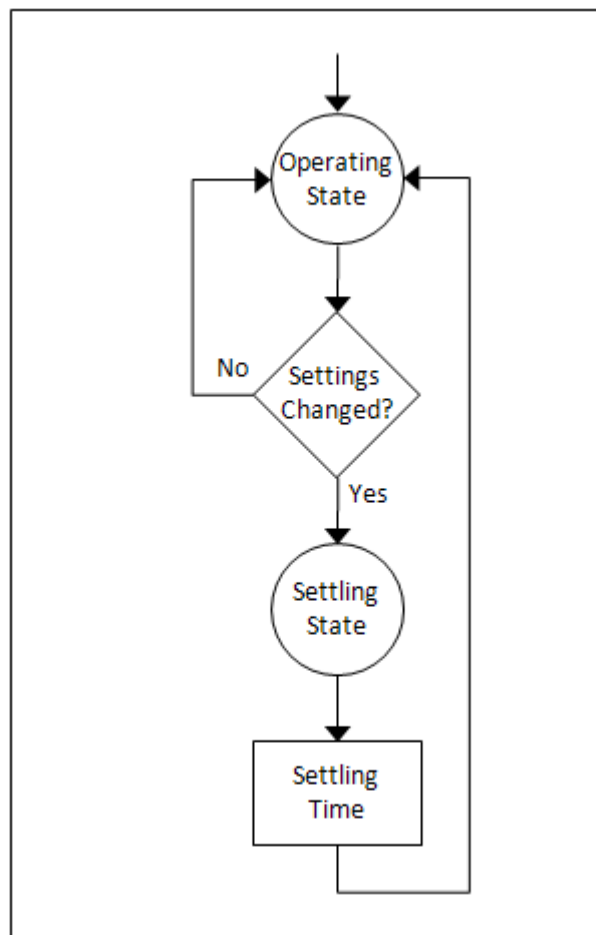 Operating
State
Settings
Changed?
No
Yes
Settling
State
Settling
Time